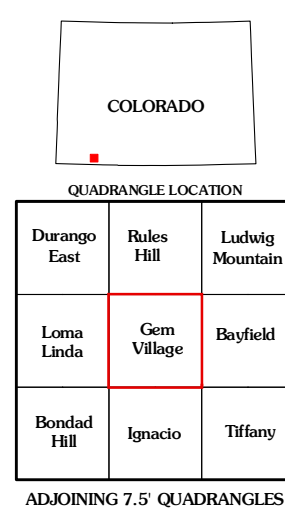 COLORADO
QUADRANGLE LOCATION
Durango
East
Rules
Hill
Ludwig
Mountain
Loma
Linda
Gem
Village
Bayfield
Bondad
Hill
Ignacio
Tiffany
ADJOINING 7.5' QUADRANGLES